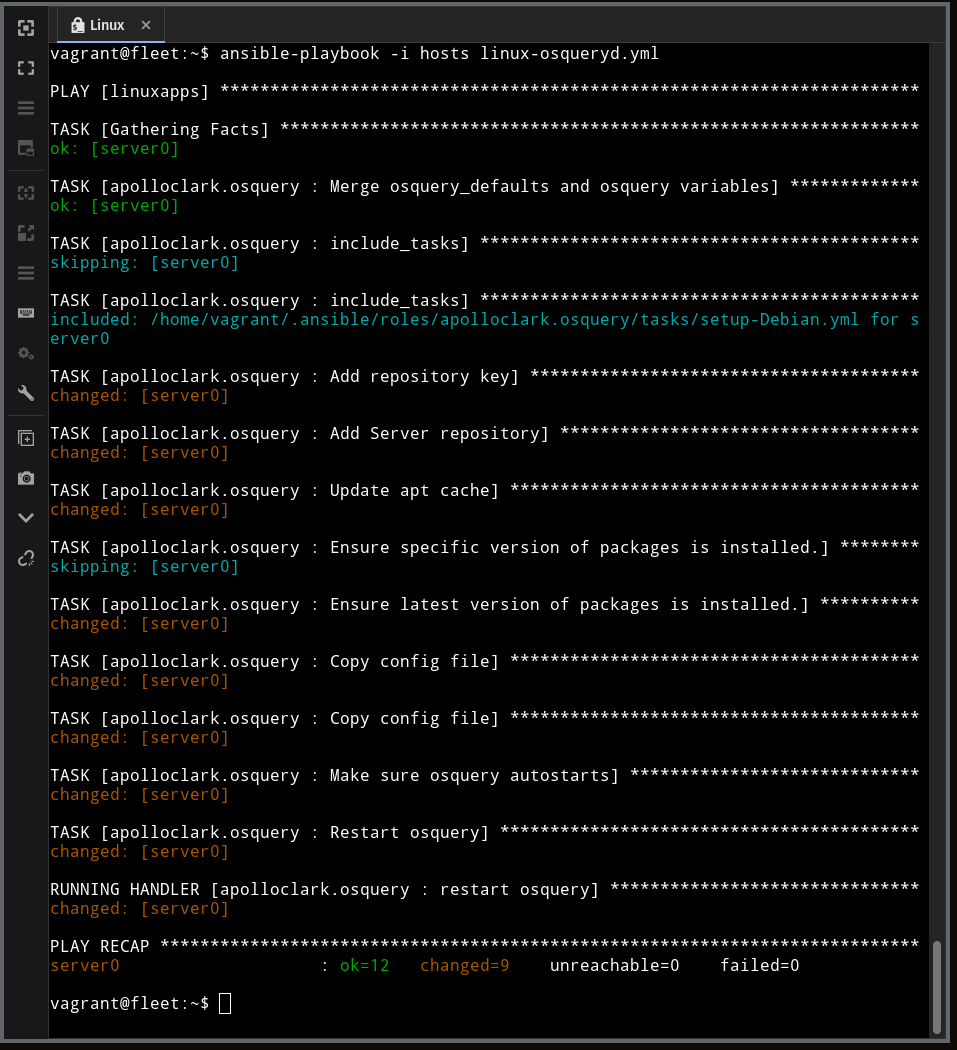 Linux ×
vagrant@fleet:~$ ansible-playbook -i hosts linux-osqueryd.yml
PLAY [linuxapps] **********************************************************************
TASK [Gathering Facts] ****************************************************************
ok: [server0]
TASK [apolloclark.osquery : Merge osquery_defaults and osquery variables] *************
ok: [server0]
TASK [apolloclark.osquery : include_tasks] ********************************************
skipping: [server0]
TASK [apolloclark.osquery : include_tasks] ********************************************
included: /home/vagrant/.ansible/roles/apolloclark.osquery/tasks/setup-Debian.yml for s
erver0
TASK [apolloclark.osquery : Add repository key] ***************************************
changed: [server0]
TASK [apolloclark.osquery : Add Server repository] ************************************
changed: [server0]
TASK [apolloclark.osquery : Update apt cache] *****************************************
changed: [server0]
TASK [apolloclark.osquery : Ensure specific version of packages is installed.] ********
skipping: [server0]
TASK [apolloclark.osquery : Ensure latest version of packages is installed.] **********
changed: [server0]
TASK [apolloclark.osquery : Copy config file] *****************************************
changed: [server0]
TASK [apolloclark.osquery : Copy config file] *****************************************
changed: [server0]
TASK [apolloclark.osquery : Make sure osquery autostarts] *****************************
changed: [server0]
TASK [apolloclark.osquery : Restart osquery] ******************************************
changed: [server0]
RUNNING HANDLER [apolloclark.osquery : restart osquery] *******************************
changed: [server0]
PLAY RECAP ****************************************************************************
server0                    : ok=12   changed=9    unreachable=0    failed=0
vagrant@fleet:~$